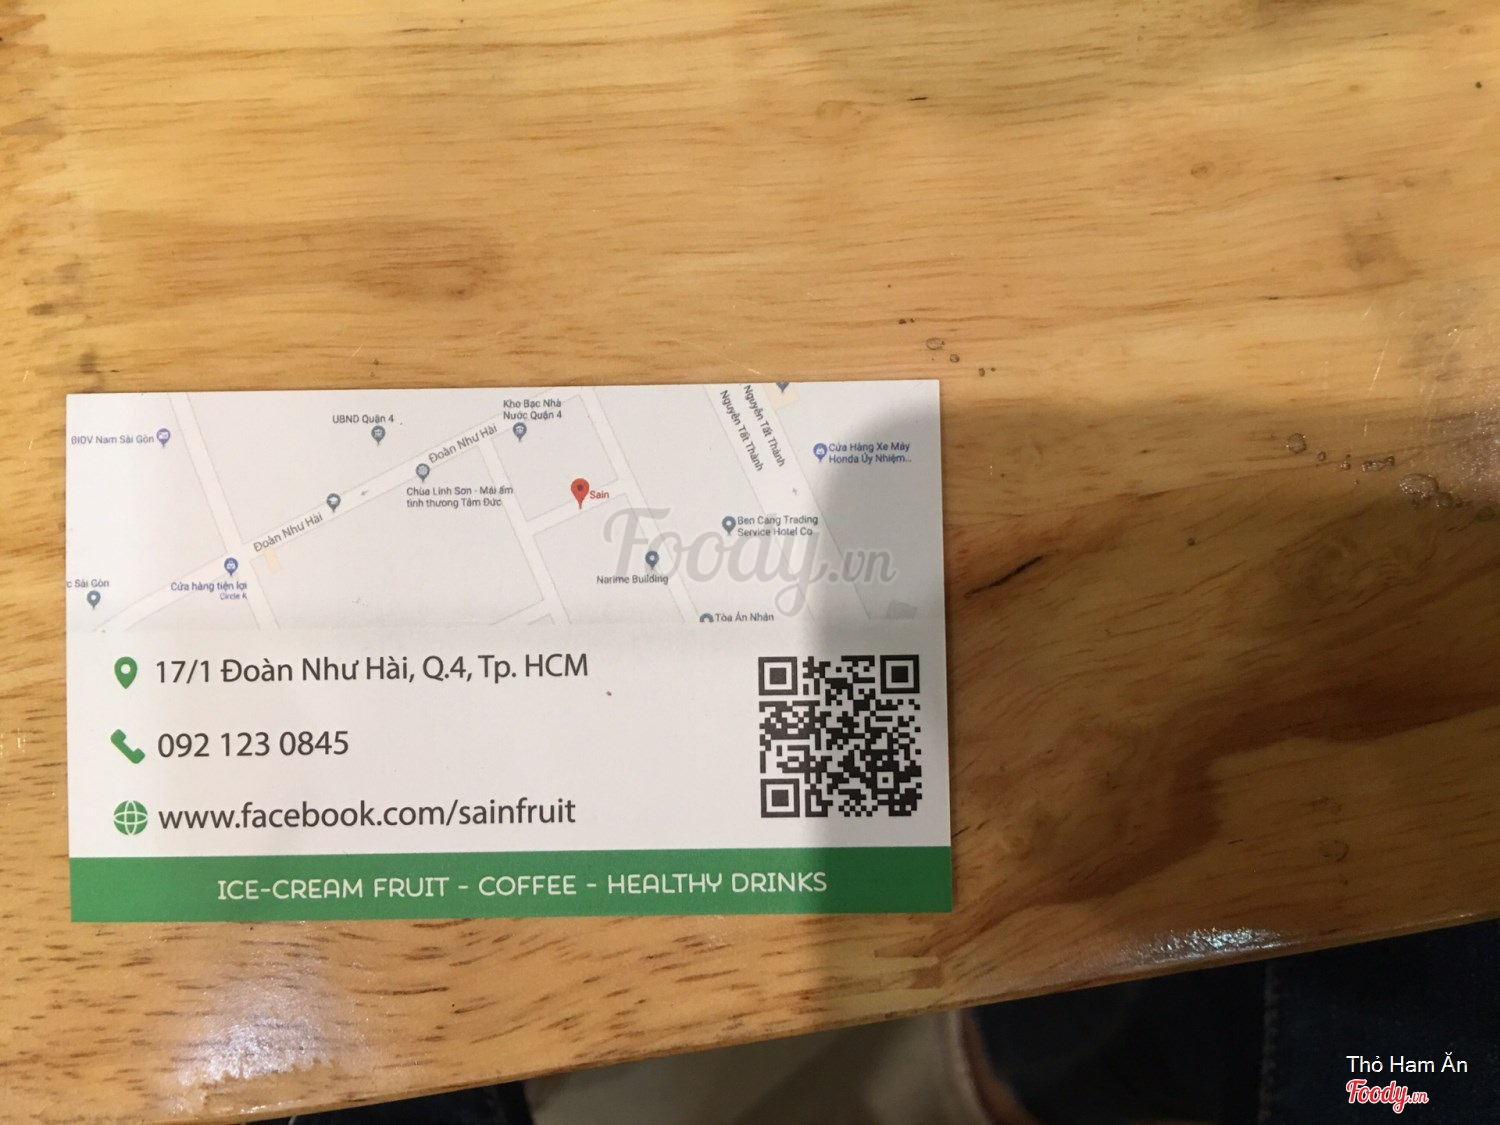 Kho Bạc Nhà
Nước Quận 4
UBND Quận 4
BIDV Nam Sài Gòn
Đoàn Như Hài
Nguyễn Tất Thành
Nguyễn Tất Thành
Cửa Hàng Xe Máy
Honda Ủy Nhiệm...
Chùa Linh Sơn - Mái ấm
tình thương Tâm Đức
Sain
Đoàn Như Hài
Ben Cang Trading
Service Hotel Co
Foody.vn
Narime Building
c Sài Gòn
Cửa hàng tiện lợi
Circle K
Tòa Án Nhân
17/1 Đoàn Như Hài, Q.4, Tp. HCM
092 123 0845
www.facebook.com/sainfruit
ICE-CREAM FRUIT - COFFEE - HEALTHY DRINKS
Thỏ Ham Ăn
Foody.vn